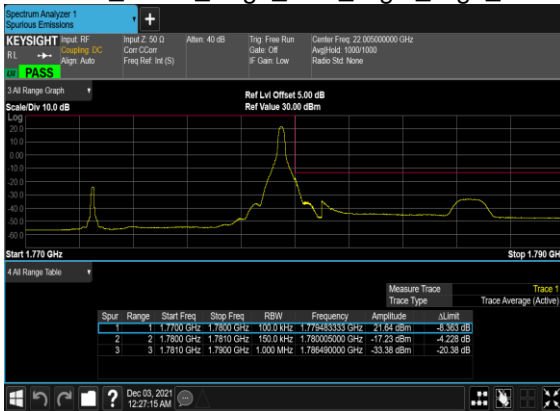 Spectrum Analyzer 1
Spurious Emissions
+
KEYSIGHT Input: RF Input Z: 50 Ω Atten: 40 dB Trig: Free Run Center Freq: 22.005000000 GHz
RL Coupling: DC Corr CCorr Gate: Off Avg|Hold: 1000/1000
Align: Auto Freq Ref: Int (S) IF Gain: Low Radio Std: None
PASS
3 All Range Graph Ref Lvl Offset 5.00 dB
Scale/Div 10.0 dB Ref Value 30.00 dBm
Log
20.0
10.0
0.00
-10.0
-20.0
-30.0
-40.0
-50.0
-60.0
Start 1.770 GHz Stop 1.790 GH
4 All Range Table
Measure Trace Trace 1
Trace Type Trace Average (Active)
Spur Range Start Freq Stop Freq RBW Frequency Amplitude ΔLimit
1 1 1.7700 GHz 1.7800 GHz 100.0 kHz 1.779483333 GHz 21.64 dBm -8.363 dB
2 2 1.7800 GHz 1.7810 GHz 150.0 kHz 1.780005000 GHz -17.23 dBm -4.228 dB
3 3 1.7810 GHz 1.7900 GHz 1.000 MHz 1.786490000 GHz -33.38 dBm -20.38 dB
? Dec 03, 2021
12:27:15 AM